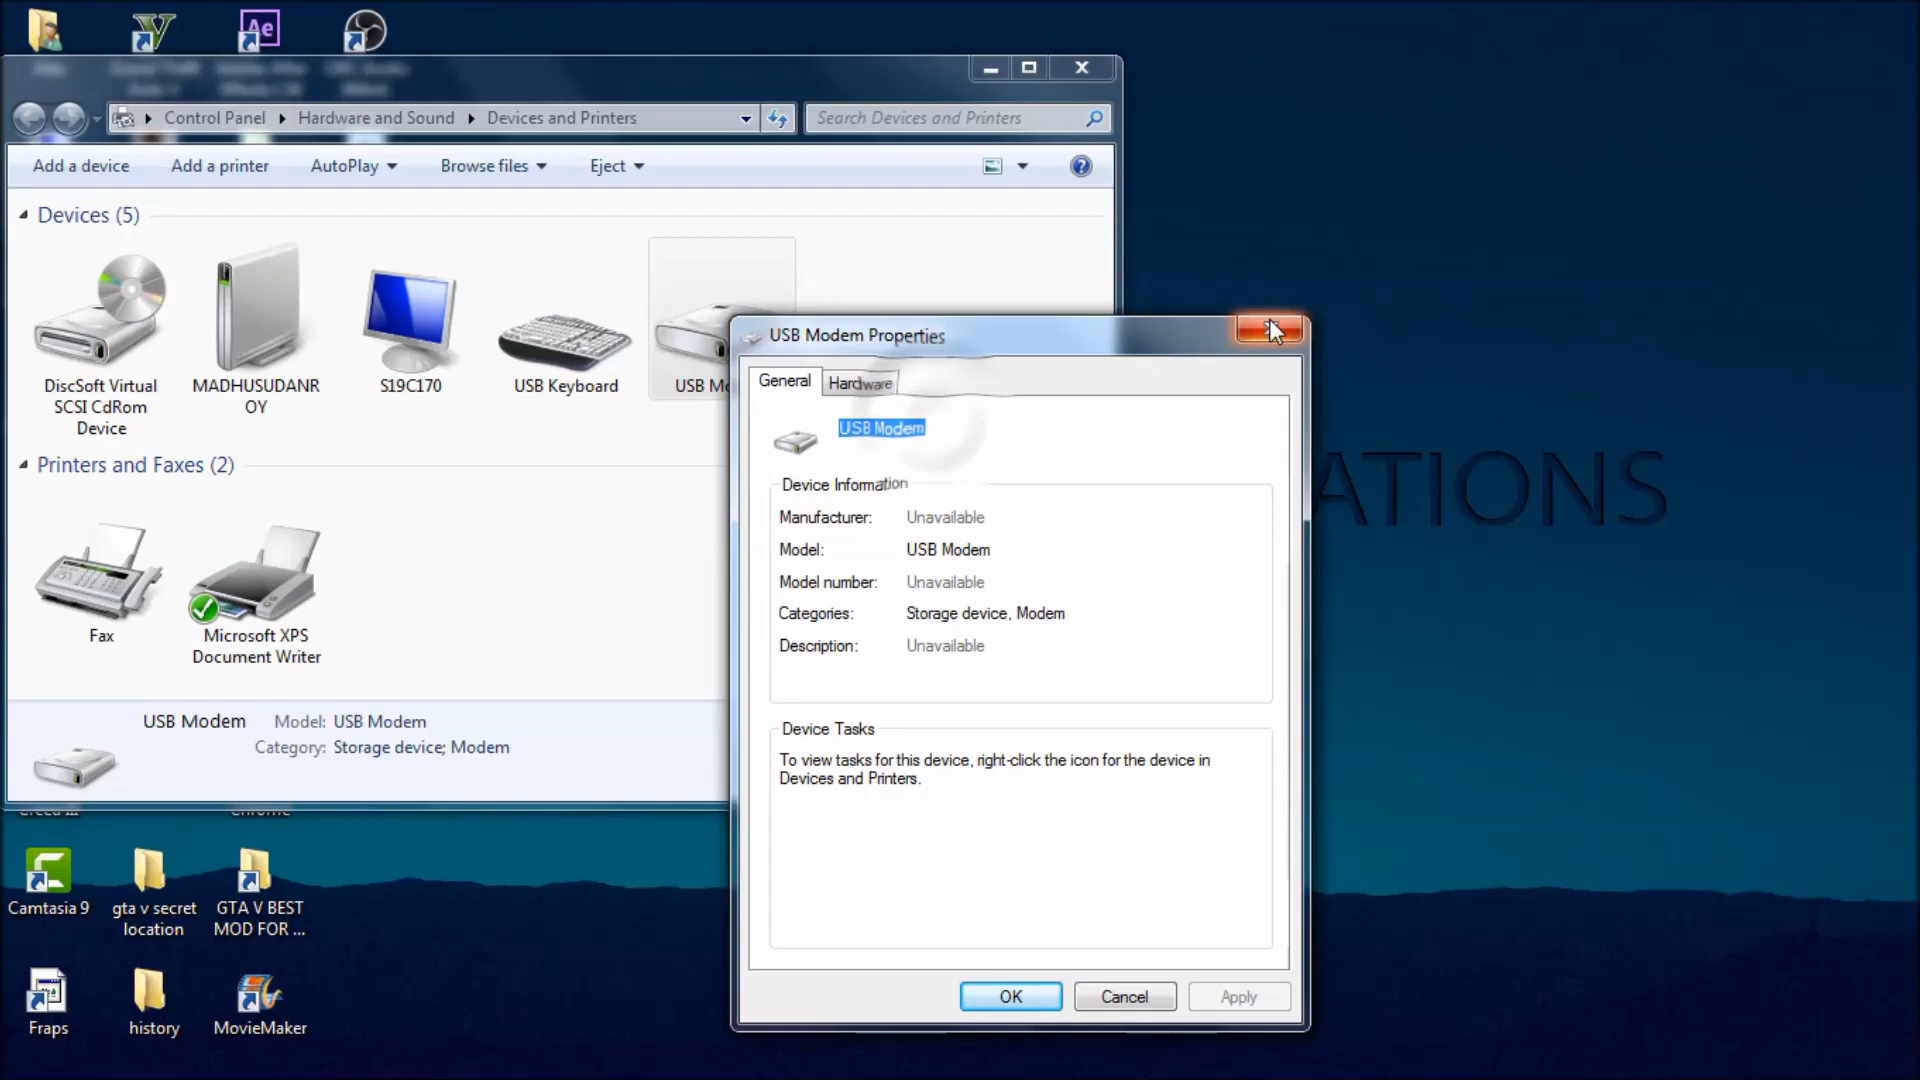 Control Panel
Hardware and Sound
Devices and Printers
Search Devices and Printers
Add a device
Add a printer
AutoPlay
Browse files
Eject
Devices (5)
DiscSoft Virtual
SCSI CdRom
Device
MADHUSUDANR
OY
S19C170
USB Keyboard
USB Mo
Printers and Faxes (2)
Fax
Microsoft XPS
Document Writer
USB Modem
Model: USB Modem
Category: Storage device; Modem
USB Modem Properties
General
Hardware
USB Modem
Device Information
Manufacturer: Unavailable
Model: USB Modem
Model number: Unavailable
Categories: Storage device, Modem
Description: Unavailable
Device Tasks
To view tasks for this device, right-click the icon for the device in
Devices and Printers.
OK
Cancel
Apply
ATIONS
Ae
Camtasia 9
gta v secret
location
GTA V BEST
MOD FOR ...
Fraps
history
MovieMaker